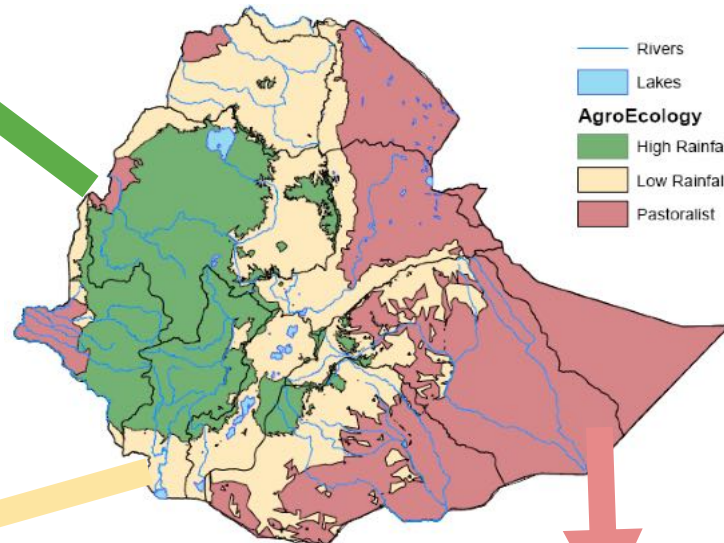 Rivers
Lakes
AgroEcology
High Rainfa
Low Rainfal
Pastoralist